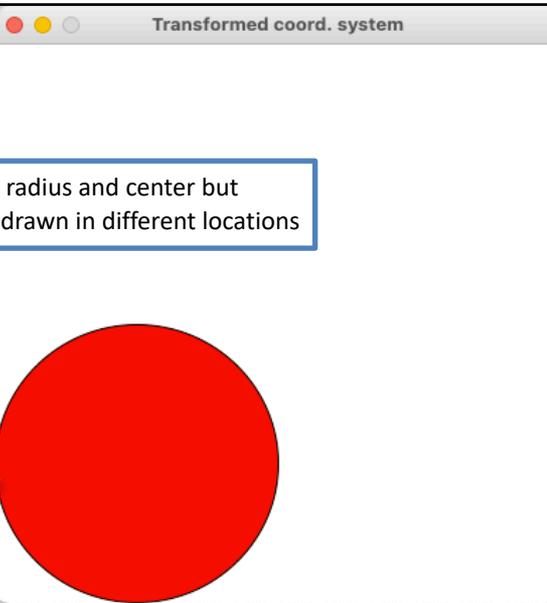 Transformed coord. system
radius and center but
drawn in different locations